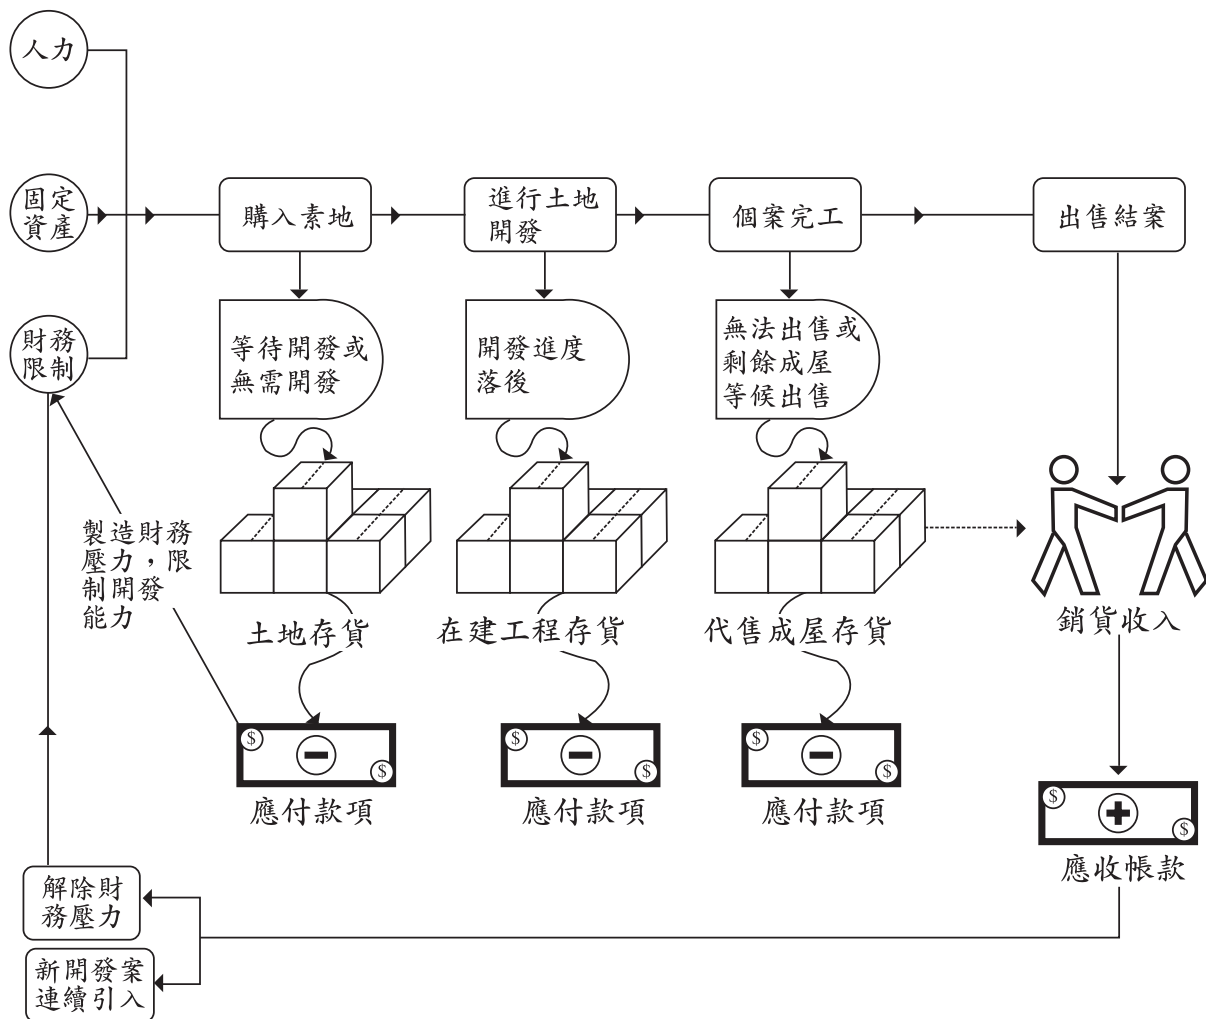 人力
固定
資產
財務
限制
購入素地
進行土地
開發
個案完工
出售結案
等待開發或
無需開發
開發進度
落後
無法出售或
剩餘成屋
等候出售
製造財務
壓力，限
制開發
能力
土地存貨
在建工程存貨
代售成屋存貨
銷貨收入
$
$
應付款項
$
$
應付款項
$
$
應付款項
$
$
應收帳款
解除財
務壓力
新開發案
連續引入